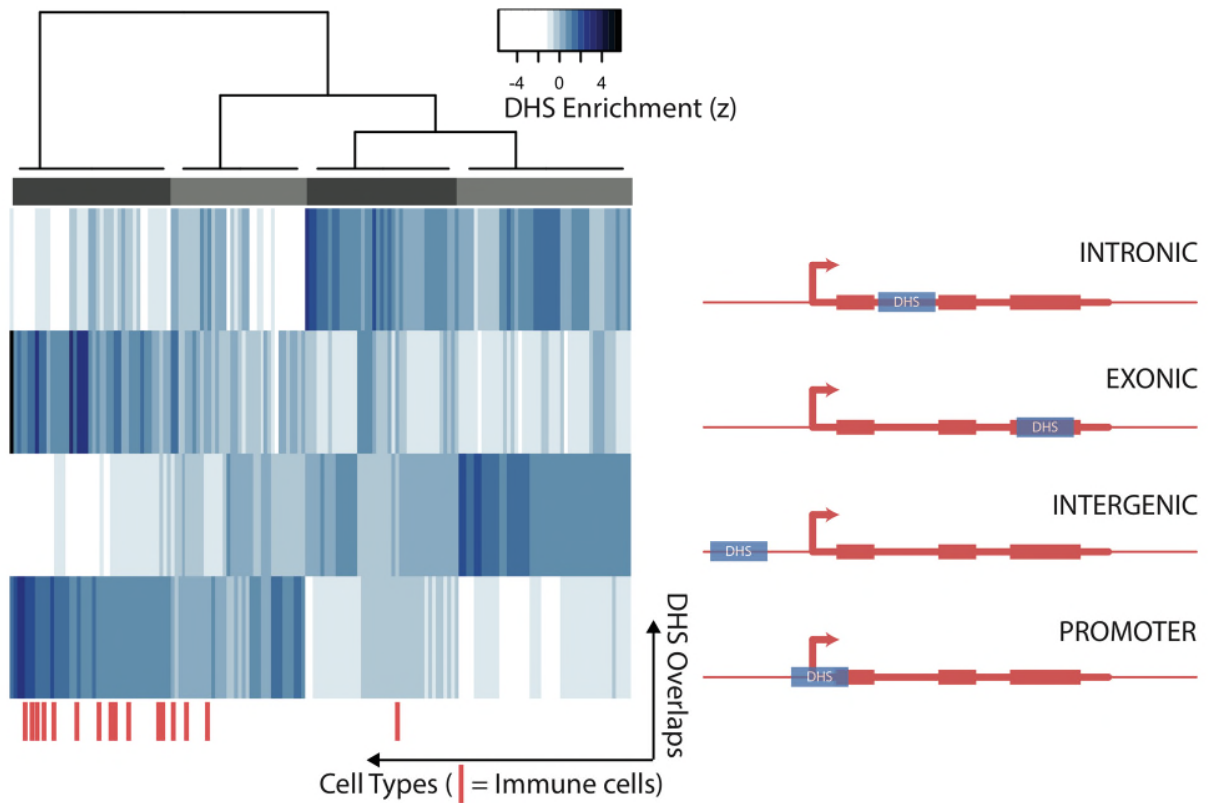 -4 0 4
DHS Enrichment (z)
INTRONIC
DHS
EXONIC
DHS
INTERGENIC
DHS
PROMOTER
DHS
DHS Overlaps
Cell Types ( = Immune cells)